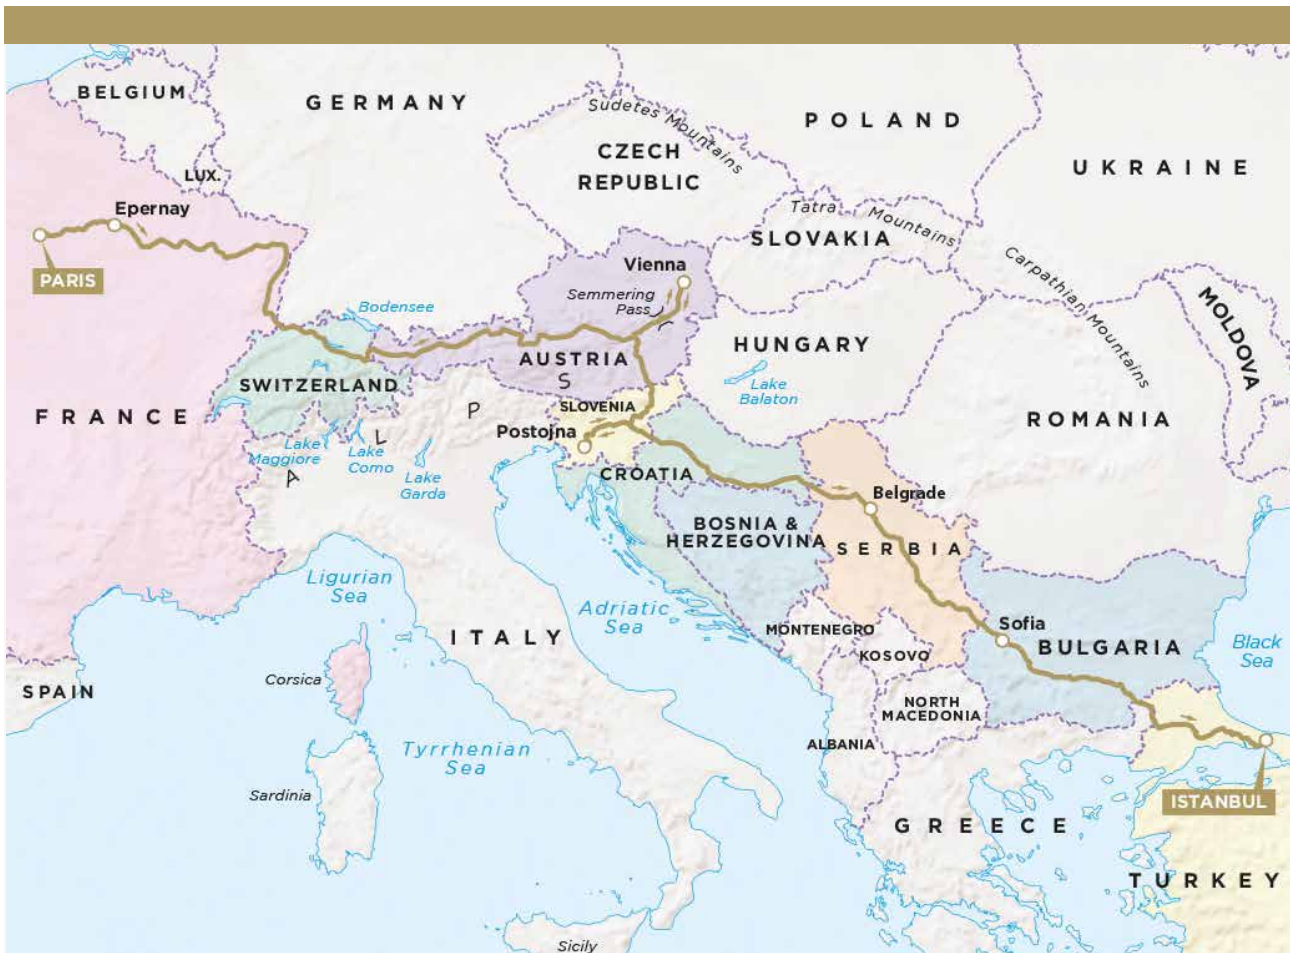 BELGIUM
GERMANY
Sudetes Mountains
POLAND
CZECH
REPUBLIC
UKRAINE
LUX.
Epernay
Tatra Mountains
SLOVAKIA
PARIS
Vienna
Semmering
Pass
Carpathian Mountains
MOLDOVA
Bodensee
AUSTRIA
HUNGARY
Lake
Balaton
SWITZERLAND
ALPS
SLOVENIA
FRANCE
ROMANIA
Postojna
Lake
Maggiore
Lake
Como
Lake
Garda
CROATIA
Belgrade
BOSNIA &
HERZEGOVINA
SERBIA
Ligurian
Sea
Adriatic
Sea
ITALY
MONTENEGRO
KOSOVO
Sofia
BULGARIA
Black
Sea
SPAIN
Corsica
NORTH
MACEDONIA
Tyrrhenian
Sea
ALBANIA
Sardinia
ISTANBUL
GREECE
TURKEY
Sicily